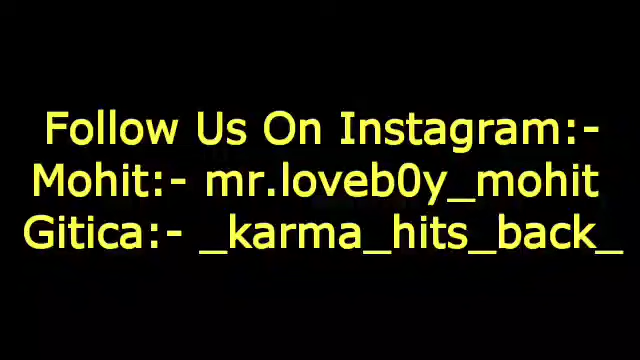 Follow Us On Instagram:-
Mohit:- mr.loveb0y_mohit
Gitica:- _karma_hits_back_